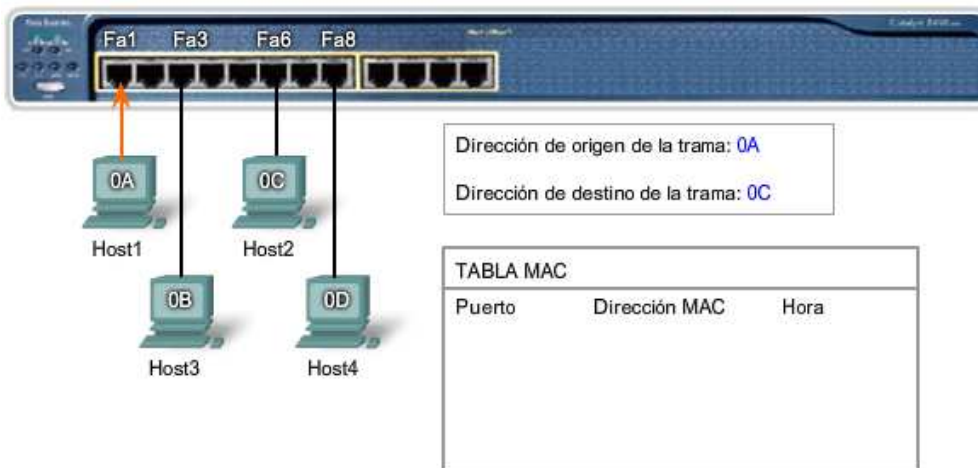 Fa1 Fa3 Fa6 Fa8
Dirección de origen de la trama: 0A
Dirección de destino de la trama: 0C
0A 0C
Host1 Host2
0B 0D
Host3 Host4
TABLA MAC
Puerto Dirección MAC Hora